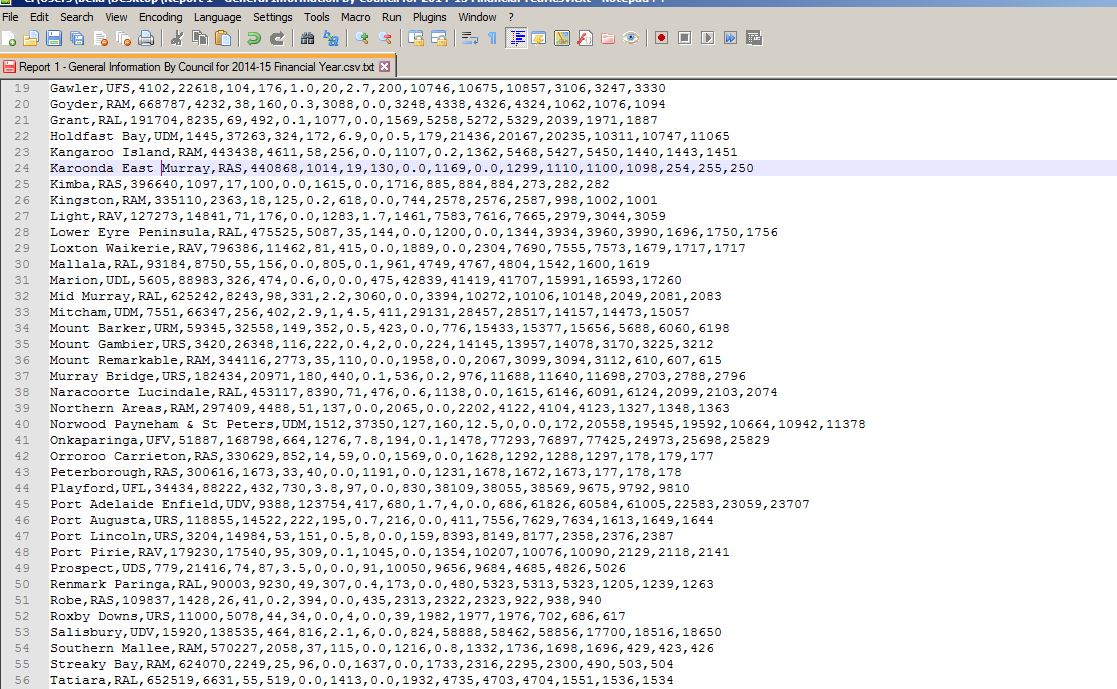 File Edit Search View Encoding Language Settings Tools Macro Run Plugins Window ?
Report 1 - General Information By Council for 2014-15 Financial Year.csv.txt
19 Gawler,UFS,4102,22618,104,176,1.0,20,2.7,200,10746,10675,10857,3106,3247,3330
20 Goyder,RAM,668787,4232,38,160,0.3,3088,0.0,3248,4338,4326,4324,1062,1076,1094
21 Grant,RAL,191704,8235,69,492,0.1,1077,0.0,1569,5258,5272,5329,2039,1971,1887
22 Holdfast Bay,UDM,1445,37263,324,172,6.9,0,0.5,179,21436,20167,20235,10311,10747,11065
23 Kangaroo Island,RAM,443438,4611,58,256,0.0,1107,0.2,1362,5468,5427,5450,1440,1443,1451
24 Karoonda East Murray,RAS,440868,1014,19,130,0.0,1169,0.0,1299,1110,1100,1098,254,255,250
25 Kimba,RAS,396640,1097,17,100,0.0,1615,0.0,1716,885,884,884,273,282,282
26 Kingston,RAM,335110,2363,18,125,0.2,618,0.0,744,2578,2576,2587,998,1002,1001
27 Light,RAV,127273,14841,71,176,0.0,1283,1.7,1461,7583,7616,7665,2979,3044,3059
28 Lower Eyre Peninsula,RAL,475525,5087,35,144,0.0,1200,0.0,1344,3934,3960,3990,1696,1750,1756
29 Loxton Waikerie,RAV,796386,11462,81,415,0.0,1889,0.0,2304,7690,7555,7573,1679,1717,1717
30 Mallala,RAL,93184,8750,55,156,0.0,805,0.1,961,4749,4767,4804,1542,1600,1619
31 Marion,UDL,5605,88983,326,474,0.6,0,0.0,475,42839,41419,41707,15991,16593,17260
32 Mid Murray,RAL,625242,8243,98,331,2.2,3060,0.0,3394,10272,10106,10148,2049,2081,2083
33 Mitcham,UDM,7551,66347,256,402,2.9,1,4.5,411,29131,28457,28517,14157,14473,15057
34 Mount Barker,URM,59345,32558,149,352,0.5,423,0.0,776,15433,15377,15656,5688,6060,6198
35 Mount Gambier,URS,3420,26348,116,222,0.4,2,0.0,224,14145,13957,14078,3170,3225,3212
36 Mount Remarkable,RAM,344116,2773,35,110,0.0,1958,0.0,2067,3099,3094,3112,610,607,615
37 Murray Bridge,URS,182434,20971,180,440,0.1,536,0.2,976,11688,11640,11698,2703,2788,2796
38 Naracoorte Lucindale,RAL,453117,8390,71,476,0.6,1138,0.0,1615,6146,6091,6124,2099,2103,2074
39 Northern Areas,RAM,297409,4488,51,137,0.0,2065,0.0,2202,4122,4104,4123,1327,1348,1363
40 Norwood Payneham & St Peters,UDM,1512,37350,127,160,12.5,0,0.0,172,20558,19545,19592,10664,10942,11378
41 Onkaparinga,UFV,51887,168798,664,1276,7.8,194,0.1,1478,77293,76897,77425,24973,25698,25829
42 Orroroo Carrieton,RAS,330629,852,14,59,0.0,1569,0.0,1628,1292,1288,1297,178,179,177
43 Peterborough,RAS,300616,1673,33,40,0.0,1191,0.0,1231,1678,1672,1673,177,178,178
44 Playford,UFL,34434,88222,432,730,3.8,97,0.0,830,38109,38055,38569,9675,9792,9810
45 Port Adelaide Enfield,UDV,9388,123754,417,680,1.7,4,0.0,686,61826,60584,61005,22583,23059,23707
46 Port Augusta,URS,118855,14522,222,195,0.7,216,0.0,411,7556,7629,7634,1613,1649,1644
47 Port Lincoln,URS,3204,14984,53,151,0.5,8,0.0,159,8393,8149,8177,2358,2376,2387
48 Port Pirie,RAV,179230,17540,95,309,0.1,1045,0.0,1354,10207,10076,10090,2129,2118,2141
49 Prospect,UDS,779,21416,74,87,3.5,0,0.0,91,10050,9656,9684,4685,4826,5026
50 Renmark Paringa,RAL,90003,9230,49,307,0.4,173,0.0,480,5323,5313,5323,1205,1239,1263
51 Robe,RAS,109837,1428,26,41,0.2,394,0.0,435,2313,2322,2323,922,938,940
52 Roxby Downs,URS,11000,5078,44,34,0.0,4,0.0,39,1982,1977,1976,702,686,617
53 Salisbury,UDV,15920,138535,464,816,2.1,6,0.0,824,58888,58462,58856,17700,18516,18650
54 Southern Mallee,RAM,570227,2058,37,115,0.0,1216,0.8,1332,1736,1698,1696,429,423,426
55 Streaky Bay,RAM,624070,2249,25,96,0.0,1637,0.0,1733,2316,2295,2300,490,503,504
56 Tatiara,RAL,652519,6631,55,519,0.0,1413,0.0,1932,4735,4703,4704,1551,1536,1534